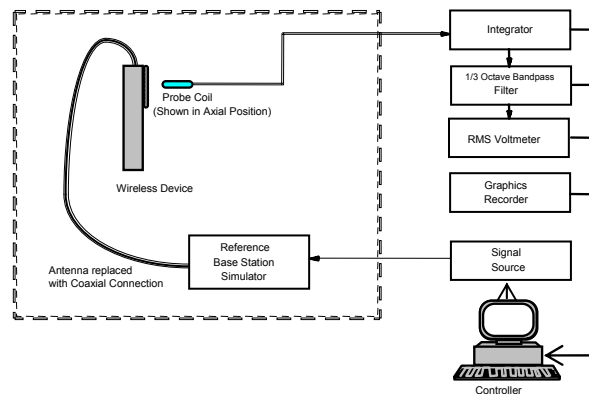 Integrator
1/3 Octave Bandpass
Filter
RMS Voltmeter
Graphics
Recorder
Signal
Source
Controller
Probe Coil
(Shown in Axial Position)
Wireless Device
Reference
Base Station
Simulator
Antenna replaced
with Coaxial Connection